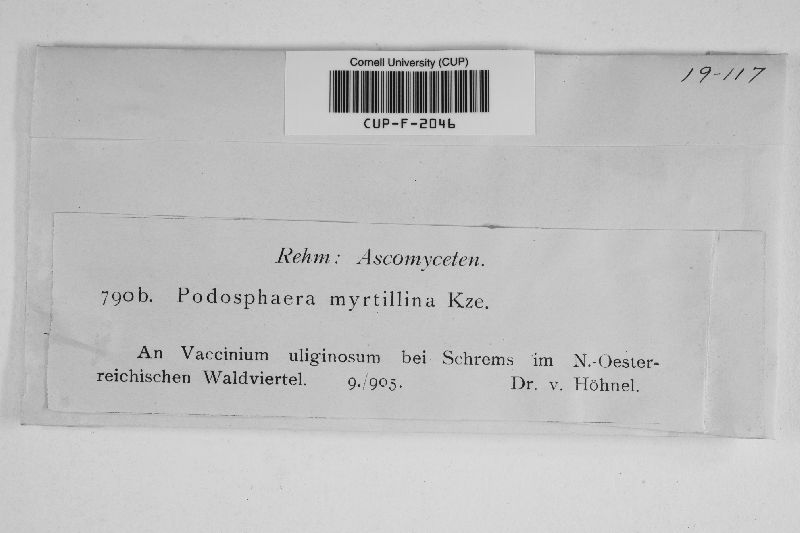 Cornell University (CUP)
CUP-F-2046
19-117
Rehm: Ascomyceten.
790b. Podosphaera myrtillina Kze.
An Vaccinium uliginosum bei Schrems im N.-Oester-
reichischen Waldviertel. 9./905. Dr. v. Höhnel.